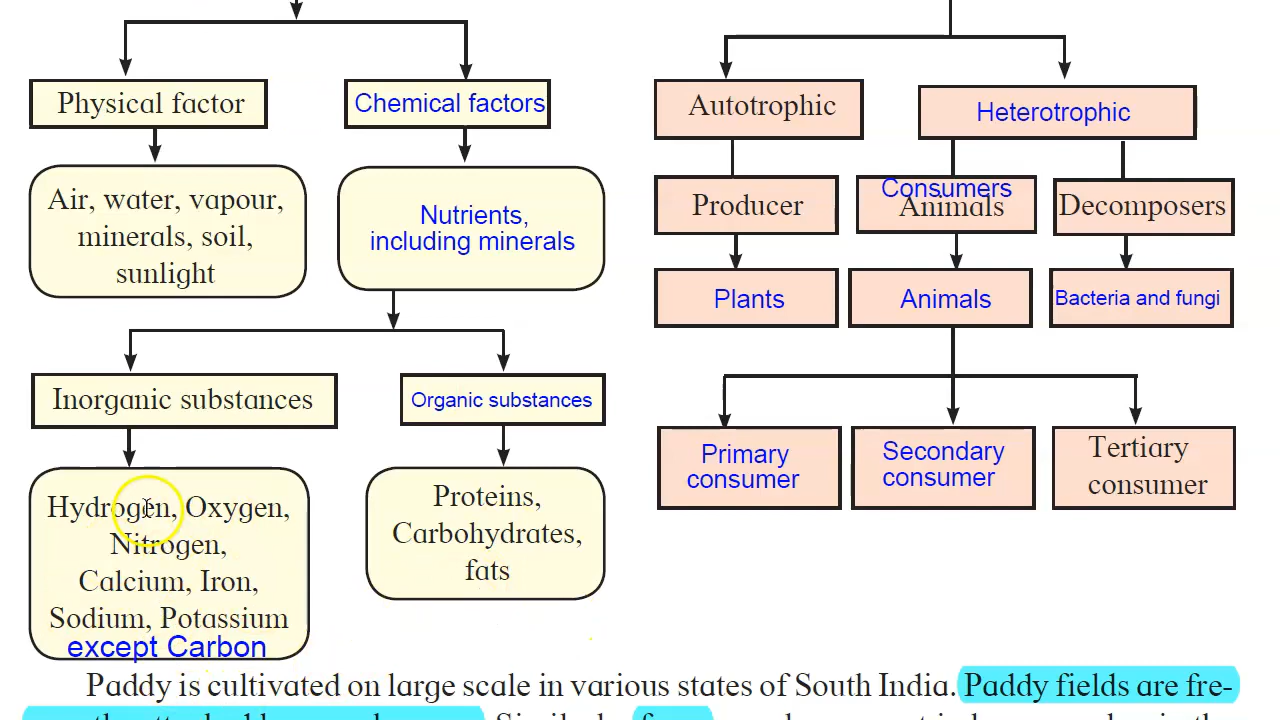 Physical factor
Chemical factors
Air, water, vapour,
minerals, soil,
sunlight
Nutrients,
including minerals
Inorganic substances
Organic substances
Hydrogen, Oxygen,
Nitrogen,
Calcium, Iron,
Sodium, Potassium
except Carbon
Proteins,
Carbohydrates,
fats
Autotrophic
Heterotrophic
Producer
Consumers
Animals
Decomposers
Plants
Animals
Bacteria and fungi
Primary
consumer
Secondary
consumer
Tertiary
consumer
Paddy is cultivated on large scale in various states of South India. Paddy fields are fre-